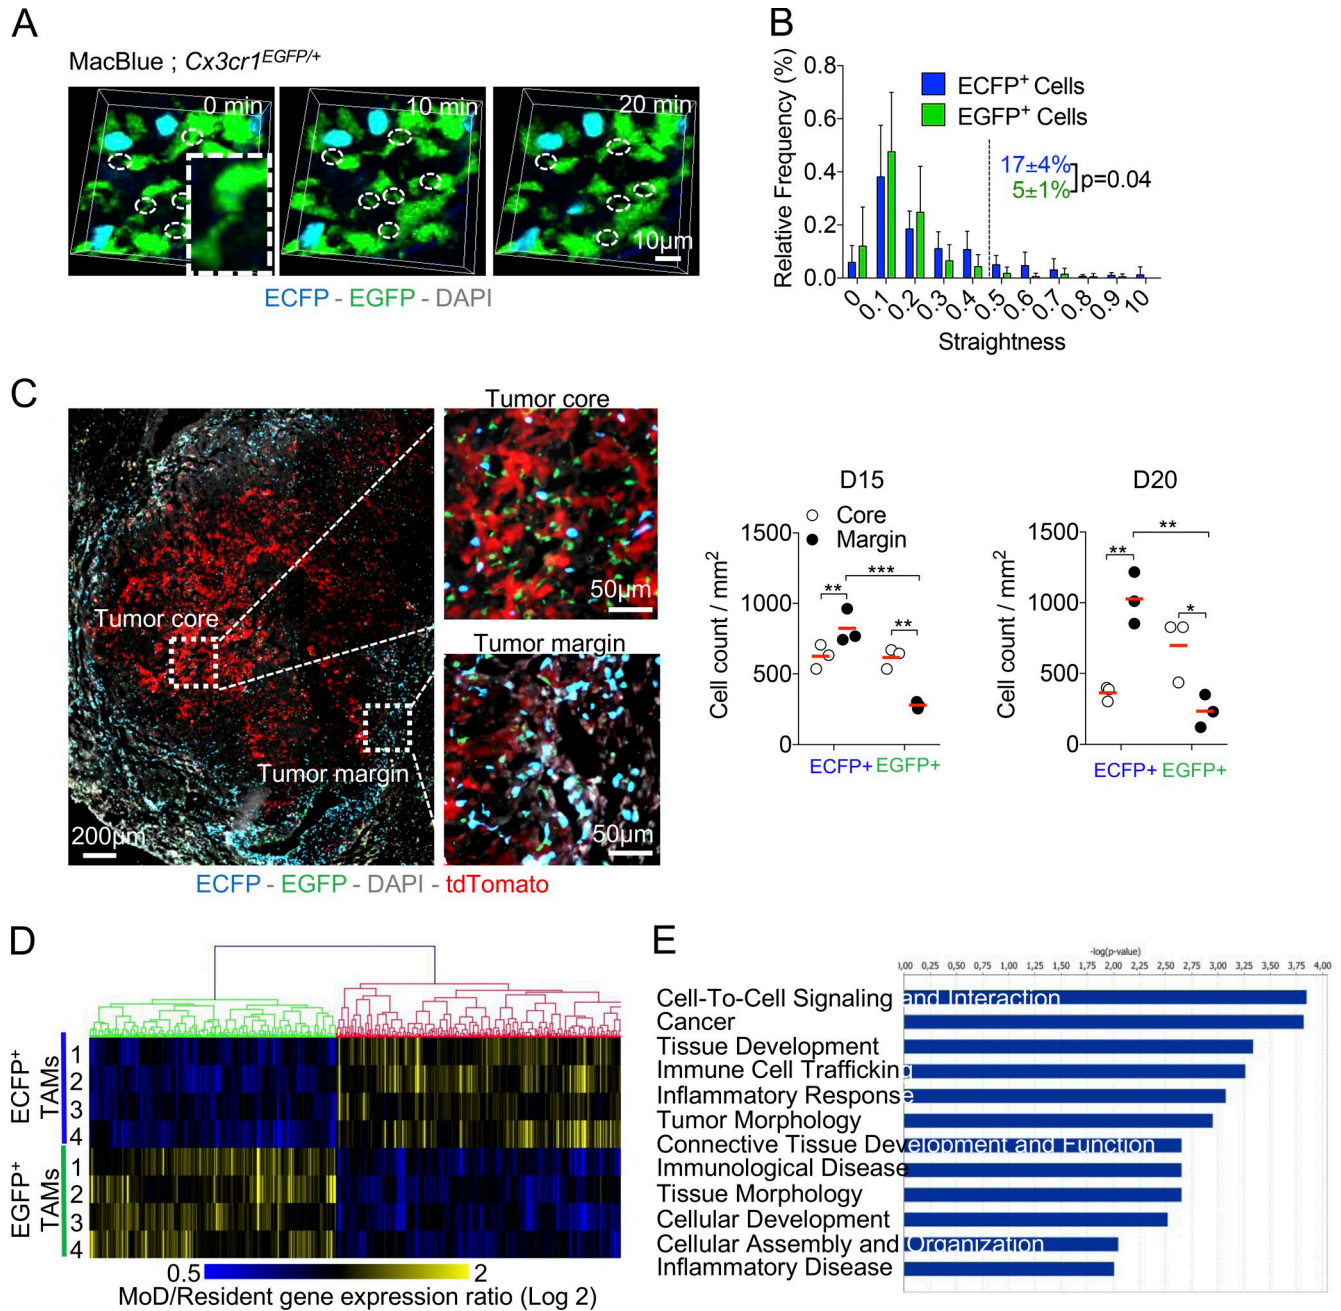 A
MacBlue ; Cx3cr1EGFP/+
0 min
10 min
20 min
10µm
ECFP - EGFP - DAPI
B
Relative Frequency (%)
0.8
0.6
0.4
0.2
0.0
ECFP+ Cells
EGFP+ Cells
17±4%
5±1%
p=0.04
0 0.1 0.2 0.3 0.4 0.5 0.6 0.7 0.8 0.9 10
Straightness
C
Tumor core
Tumor margin
200µm
Tumor core
50µm
Tumor margin
50µm
ECFP - EGFP - DAPI - tdTomato
D15
Core
Margin
Cell count / mm2
1500
1000
500
0
**
***
**
ECFP+ EGFP+
D20
Cell count / mm2
1500
1000
500
0
**
**
*
ECFP+ EGFP+
D
ECFP+ TAMs
1
2
3
4
EGFP+ TAMs
1
2
3
4
0.5
2
MoD/Resident gene expression ratio (Log 2)
E
-log(p-value)
0,00 0,25 0,50 0,75 1,00 1,25 1,50 1,75 2,00 2,25 2,50 2,75 3,00 3,25 3,50 3,75 4,00
Cell-To-Cell Signaling and Interaction
Cancer
Tissue Development
Immune Cell Trafficking
Inflammatory Response
Tumor Morphology
Connective Tissue Development and Function
Immunological Disease
Tissue Morphology
Cellular Development
Cellular Assembly and Organization
Inflammatory Disease